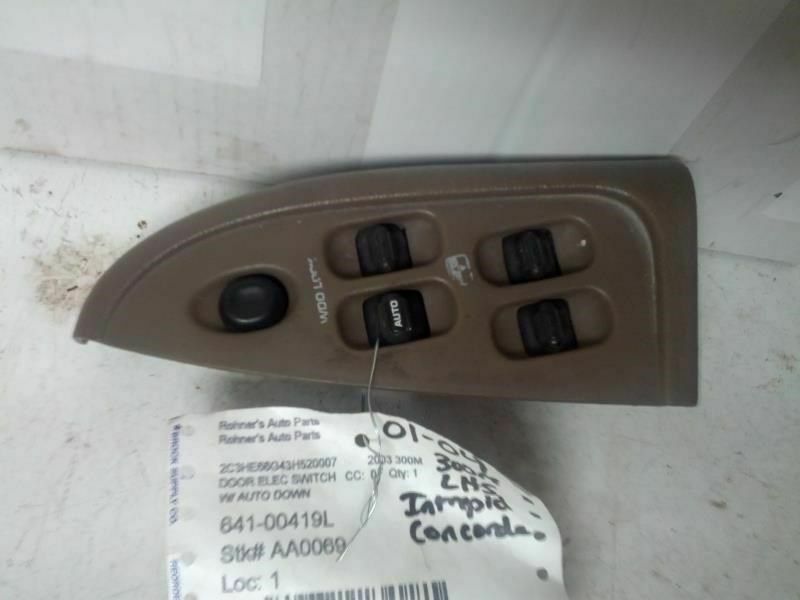 WDO LOCK
AUTO
Rohner's Auto Parts
Rohner's Auto Parts
2C3HE66G43H520007 2003 300M
DOOR ELEC SWITCH CC: 0 Qty: 1
W/ AUTO DOWN
641-00419L
Stk# AA0069
Loc: 1
01-04
300M
LHS
Intrepid
Concorde